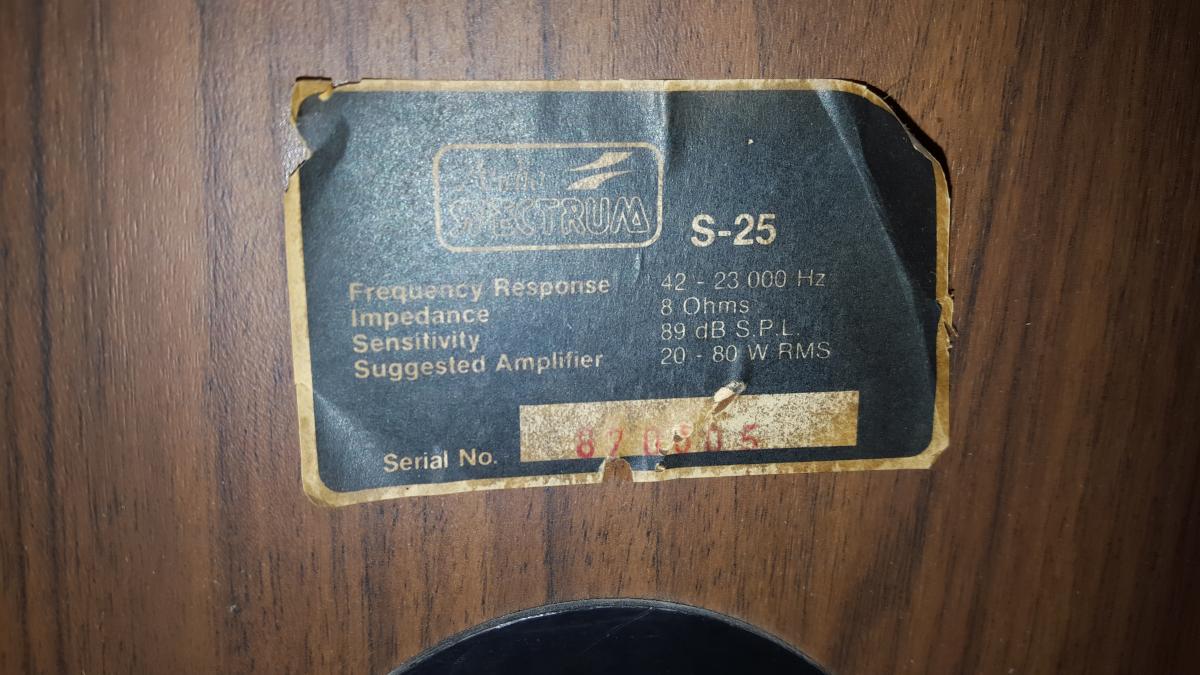 Audio
SPECTRUM
S-25
Frequency Response 42 - 23 000 Hz
Impedance 8 Ohms
Sensitivity 89 dB S.P.L.
Suggested Amplifier 20 - 80 W RMS
Serial No.